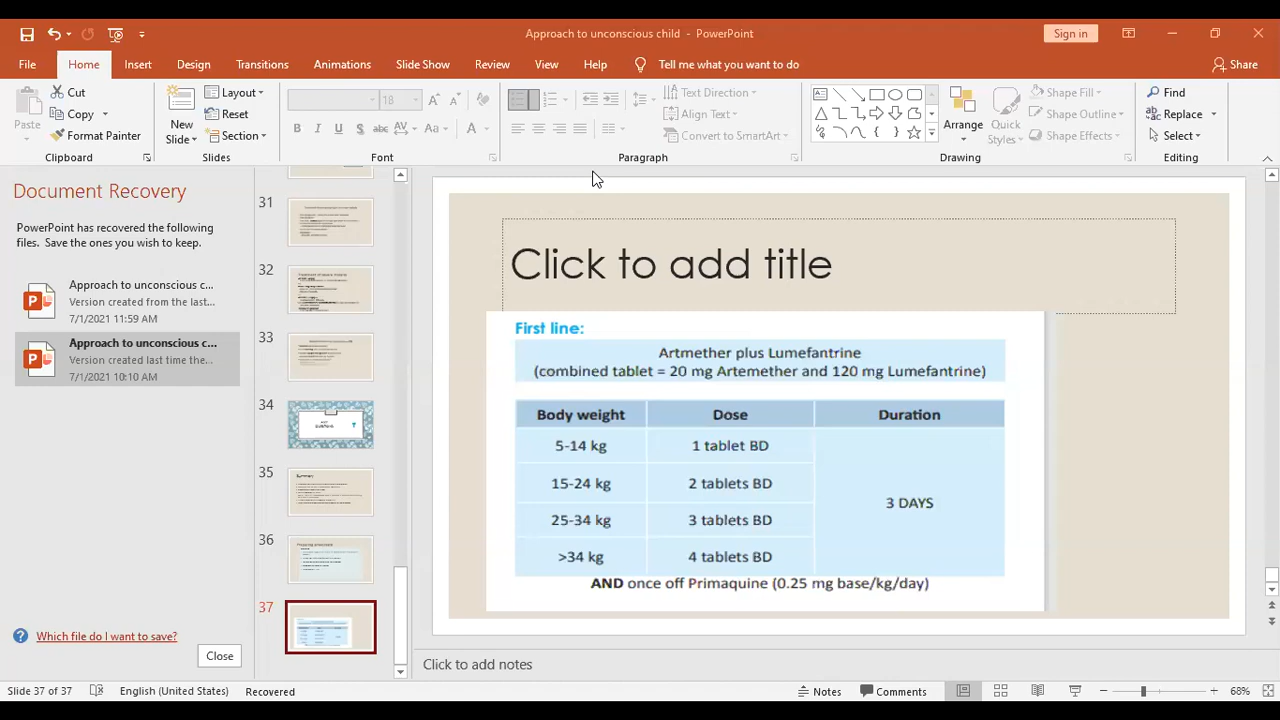 Approach to unconscious child - PowerPoint
Sign in
File Home Insert Design Transitions Animations Slide Show Review View Help Tell me what you want to do Share
Paste
Cut
Copy
Format Painter
Clipboard
New Slide
Layout
Reset
Section
Slides
18
Font
Text Direction
Align Text
Convert to SmartArt
Paragraph
Arrange
Quick Styles
Shape Fill
Shape Outline
Shape Effects
Drawing
Find
Replace
Select
Editing
Document Recovery
PowerPoint has recovered the following
files. Save the ones you wish to keep.
Approach to unconscious c...
Version created from the last...
7/1/2021 11:59 AM
Approach to unconscious c...
Version created last time the...
7/1/2021 10:10 AM
Which file do I want to save?
Close
31
32
33
34
35
Summary
36
37
Click to add title
First line:
Artmether plus Lumefantrine
(combined tablet = 20 mg Artemether and 120 mg Lumefantrine)
Body weight Dose Duration
5-14 kg 1 tablet BD
15-24 kg 2 tablets BD
3 DAYS
25-34 kg 3 tablets BD
>34 kg 4 tablets BD
AND once off Primaquine (0.25 mg base/kg/day)
Click to add notes
Slide 37 of 37 English (United States) Recovered Notes Comments 68%